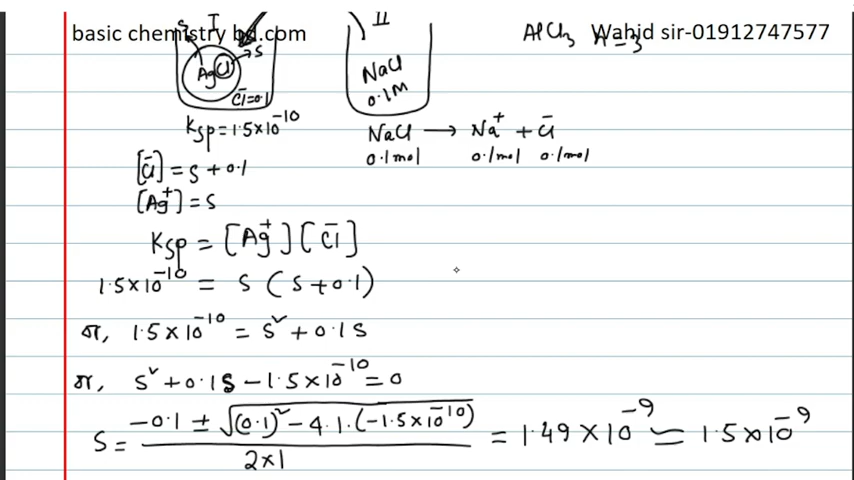 basic chemistry bd.com
Wahid sir-01912747577
I
II
AlCl₃ A=3
S
S
AgCl
Cl⁻=0.1
NaCl
0.1M
Ksp=1.5×10⁻¹⁰
NaCl → Na⁺ + Cl⁻
0.1mol 0.1mol 0.1mol
[Cl⁻] = S + 0.1
[Ag⁺] = S
Ksp = [Ag⁺] [Cl⁻]
1.5×10⁻¹⁰ = S (S+0.1)
বা, 1.5×10⁻¹⁰ = S² + 0.1S
বা, S² + 0.1S - 1.5×10⁻¹⁰ = 0
S = (-0.1 ± √((0.1)² - 4.1.(-1.5×10⁻¹⁰))) / 2×1 = 1.49×10⁻⁹ ≃ 1.5×10⁻⁹